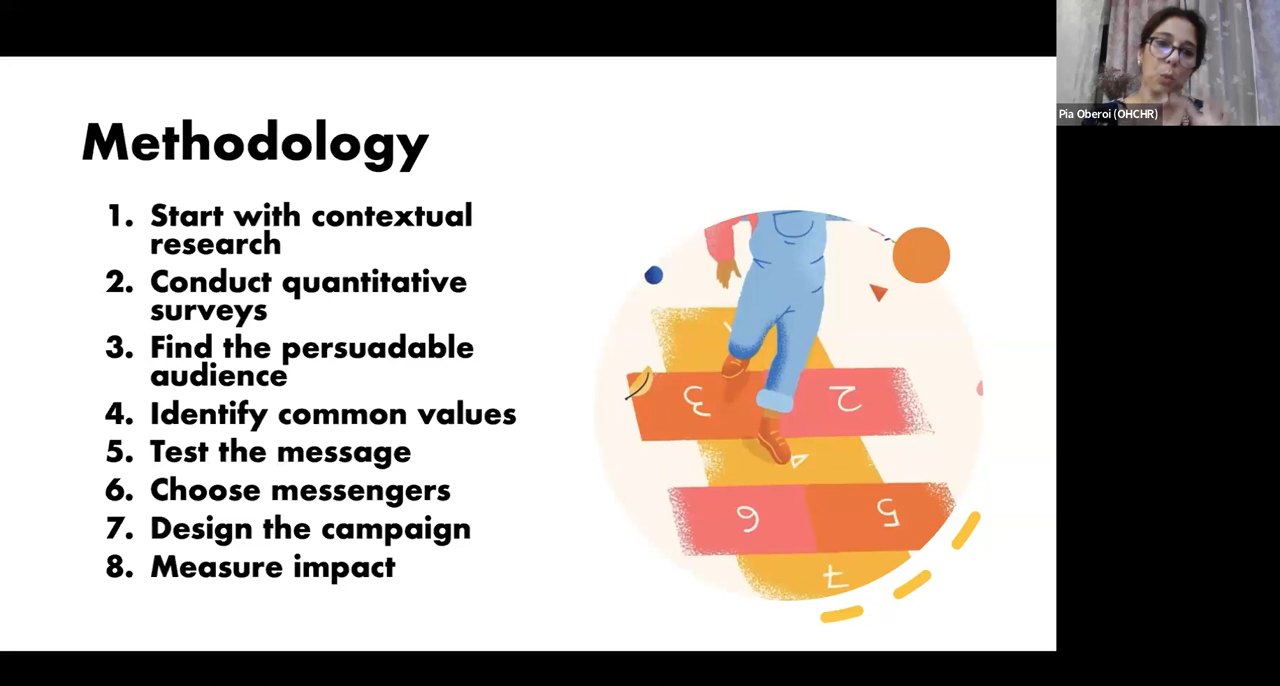 Methodology
1. Start with contextual
research
2. Conduct quantitative
surveys
3. Find the persuadable
audience
4. Identify common values
5. Test the message
6. Choose messengers
7. Design the campaign
8. Measure impact
3 2
4
6 5
7
Pia Oberoi (OHCHR)